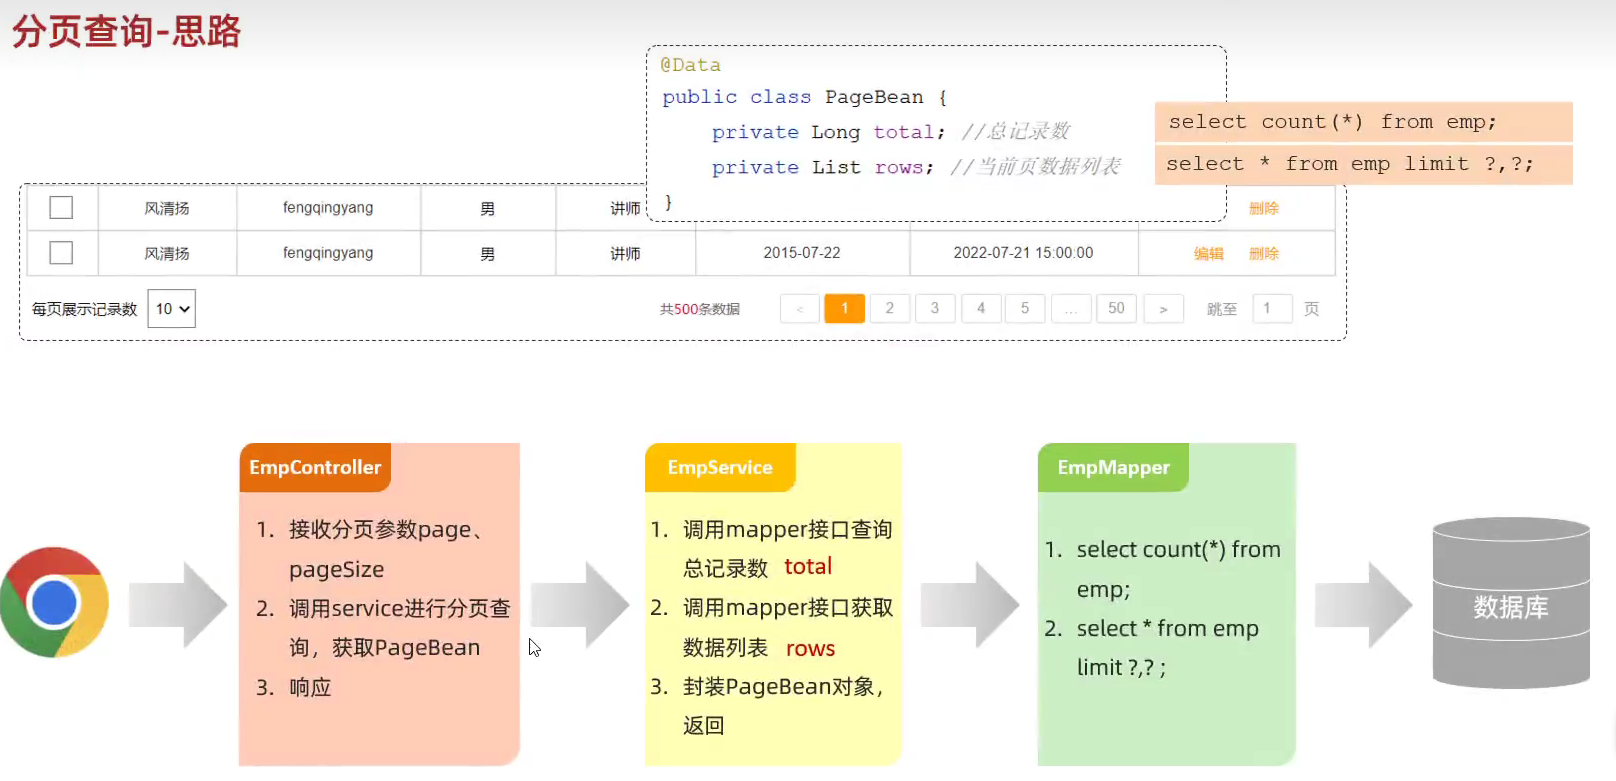 分页查询-思路
@Data
public class PageBean {
private Long total; //总记录数
private List rows; //当前页数据列表
}
select count(*) from emp;
select * from emp limit ?,?;
风清扬 fengqingyang 男 讲师 删除
风清扬 fengqingyang 男 讲师 2015-07-22 2022-07-21 15:00:00 编辑 删除
每页展示记录数 10 共500条数据 < 1 2 3 4 5 ... 50 > 跳至 1 页
EmpController
1. 接收分页参数page、
pageSize
2. 调用service进行分页查
询，获取PageBean
3. 响应
EmpService
1. 调用mapper接口查询
总记录数 total
2. 调用mapper接口获取
数据列表 rows
3. 封装PageBean对象，
返回
EmpMapper
1. select count(*) from
emp;
2. select * from emp
limit ?,? ;
数据库